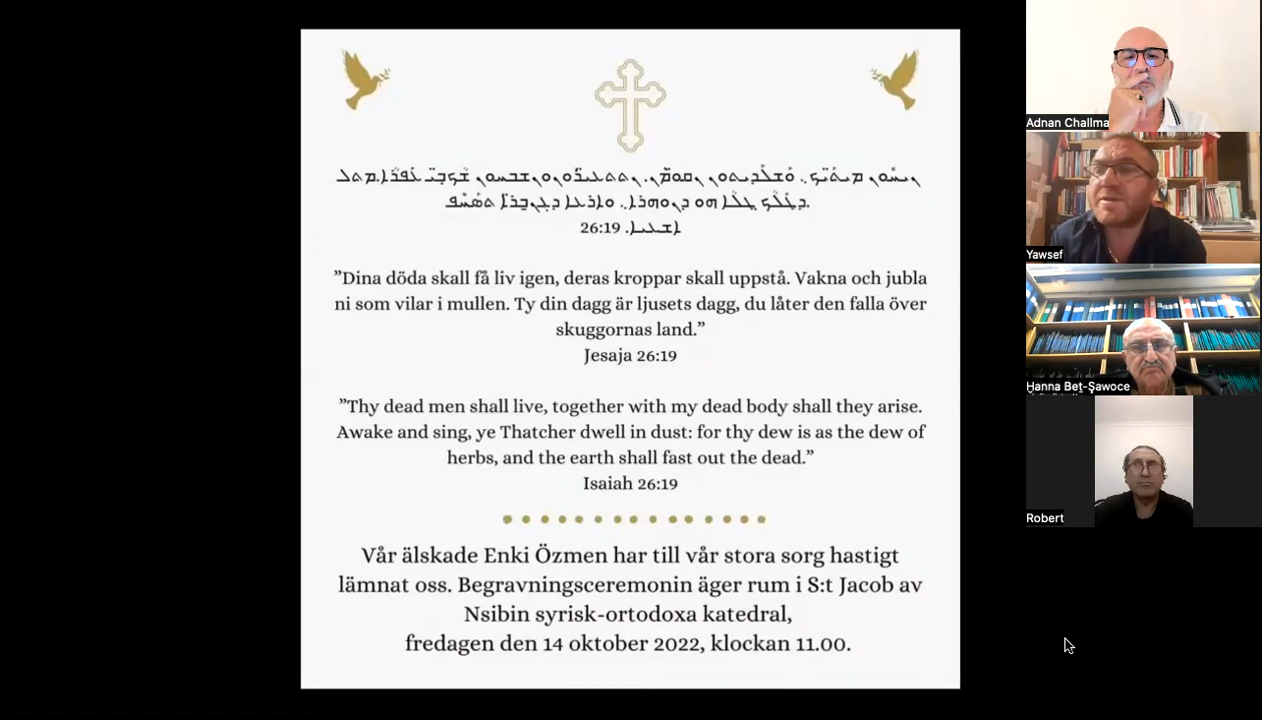 ܢܚܘܢ ܡܝܬܝܟ.
26:19 ܐܫܥܝܐ.
”Dina döda skall få liv igen, deras kroppar skall uppstå. Vakna och jubla
ni som vilar i mullen. Ty din dagg är ljusets dagg, du låter den falla över
skuggornas land.”
Jesaja 26:19
”Thy dead men shall live, together with my dead body shall they arise.
Awake and sing, ye Thatcher dwell in dust: for thy dew is as the dew of
herbs, and the earth shall fast out the dead.”
Isaiah 26:19
Vår älskade Enki Özmen har till vår stora sorg hastigt
lämnat oss. Begravningsceremonin äger rum i S:t Jacob av
Nsibin syrisk-ortodoxa katedral,
fredagen den 14 oktober 2022, klockan 11.00.
Adnan Challma
Yawsef
Ḥanna Beṯ-Şawoce
Robert